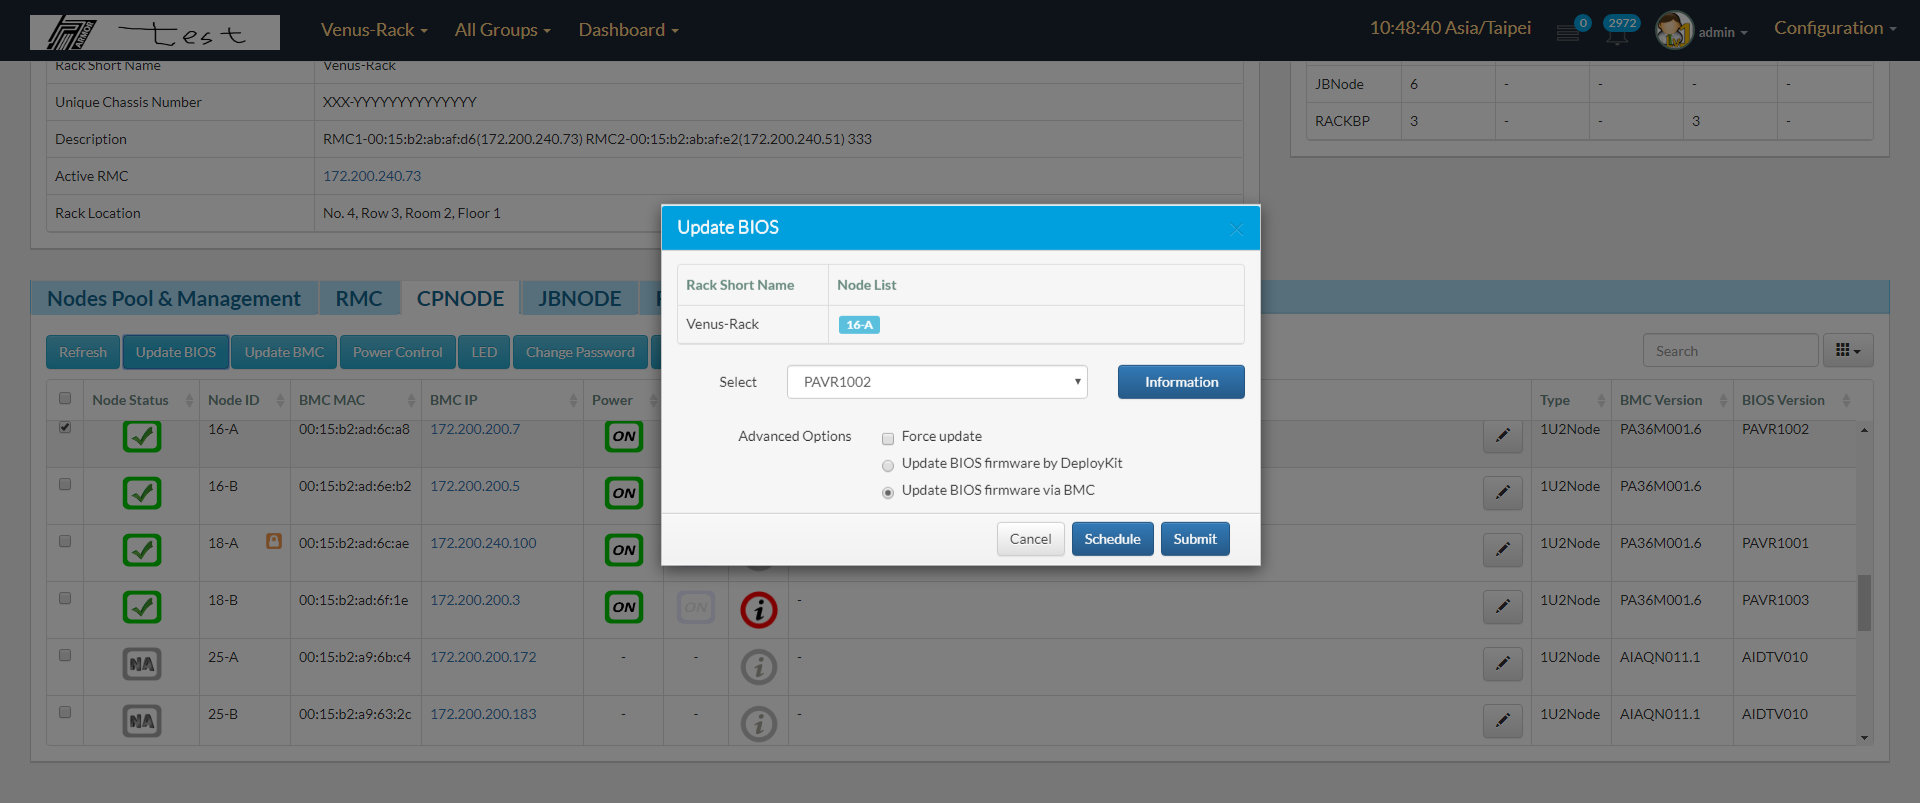 ARMOR test Venus-Rack All Groups Dashboard 10:48:40 Asia/Taipei 0 2972 admin Configuration
Rack Short Name Venus-Rack
Unique Chassis Number XXX-YYYYYYYYYYYYYYY
Description RMC1-00:15:b2:ab:af:d6(172.200.240.73) RMC2-00:15:b2:ab:af:e2(172.200.240.51) 333
Active RMC 172.200.240.73
Rack Location No. 4, Row 3, Room 2, Floor 1
JBNode 6 - - - -
RACKBP 3 - - 3 -
Update BIOS ×
Rack Short Name Node List
Venus-Rack 16-A
Select PAVR1002 Information
Advanced Options Force update
Update BIOS firmware by DeployKit
Update BIOS firmware via BMC
Cancel Schedule Submit
Nodes Pool & Management RMC CPNODE JBNODE
Refresh Update BIOS Update BMC Power Control LED Change Password Search
Node Status Node ID BMC MAC BMC IP Power Type BMC Version BIOS Version
16-A 00:15:b2:ad:6c:a8 172.200.200.7 ON 1U2Node PA36M001.6 PAVR1002
16-B 00:15:b2:ad:6e:b2 172.200.200.5 ON 1U2Node PA36M001.6
18-A 00:15:b2:ad:6c:ae 172.200.240.100 ON 1U2Node PA36M001.6 PAVR1001
18-B 00:15:b2:ad:6f:1e 172.200.200.3 ON ON i - 1U2Node PA36M001.6 PAVR1003
NA 25-A 00:15:b2:a9:6b:c4 172.200.200.172 - - i - 1U2Node AIAQN011.1 AIDTV010
NA 25-B 00:15:b2:a9:63:2c 172.200.200.183 - - i - 1U2Node AIAQN011.1 AIDTV010